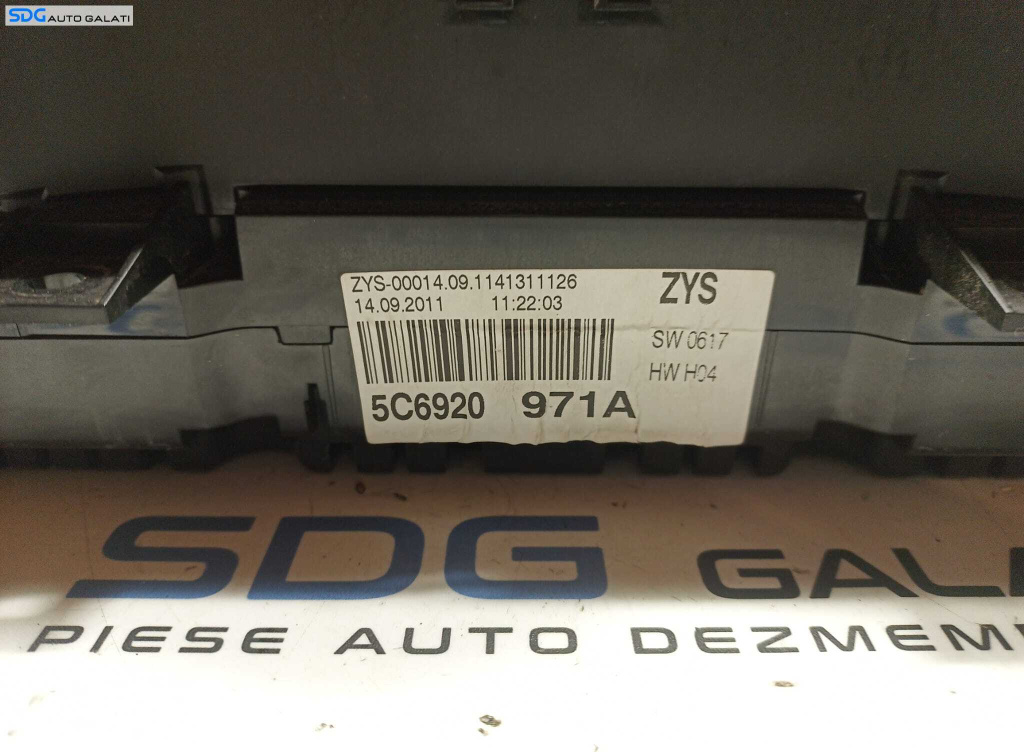 SDG AUTO GALATI
ZYS-00014.09.1141311126
14.09.2011 11:22:03
ZYS
SW 0617
HW H04
5C6920 971A
SDG GAL
PIESE AUTO DEZMEM